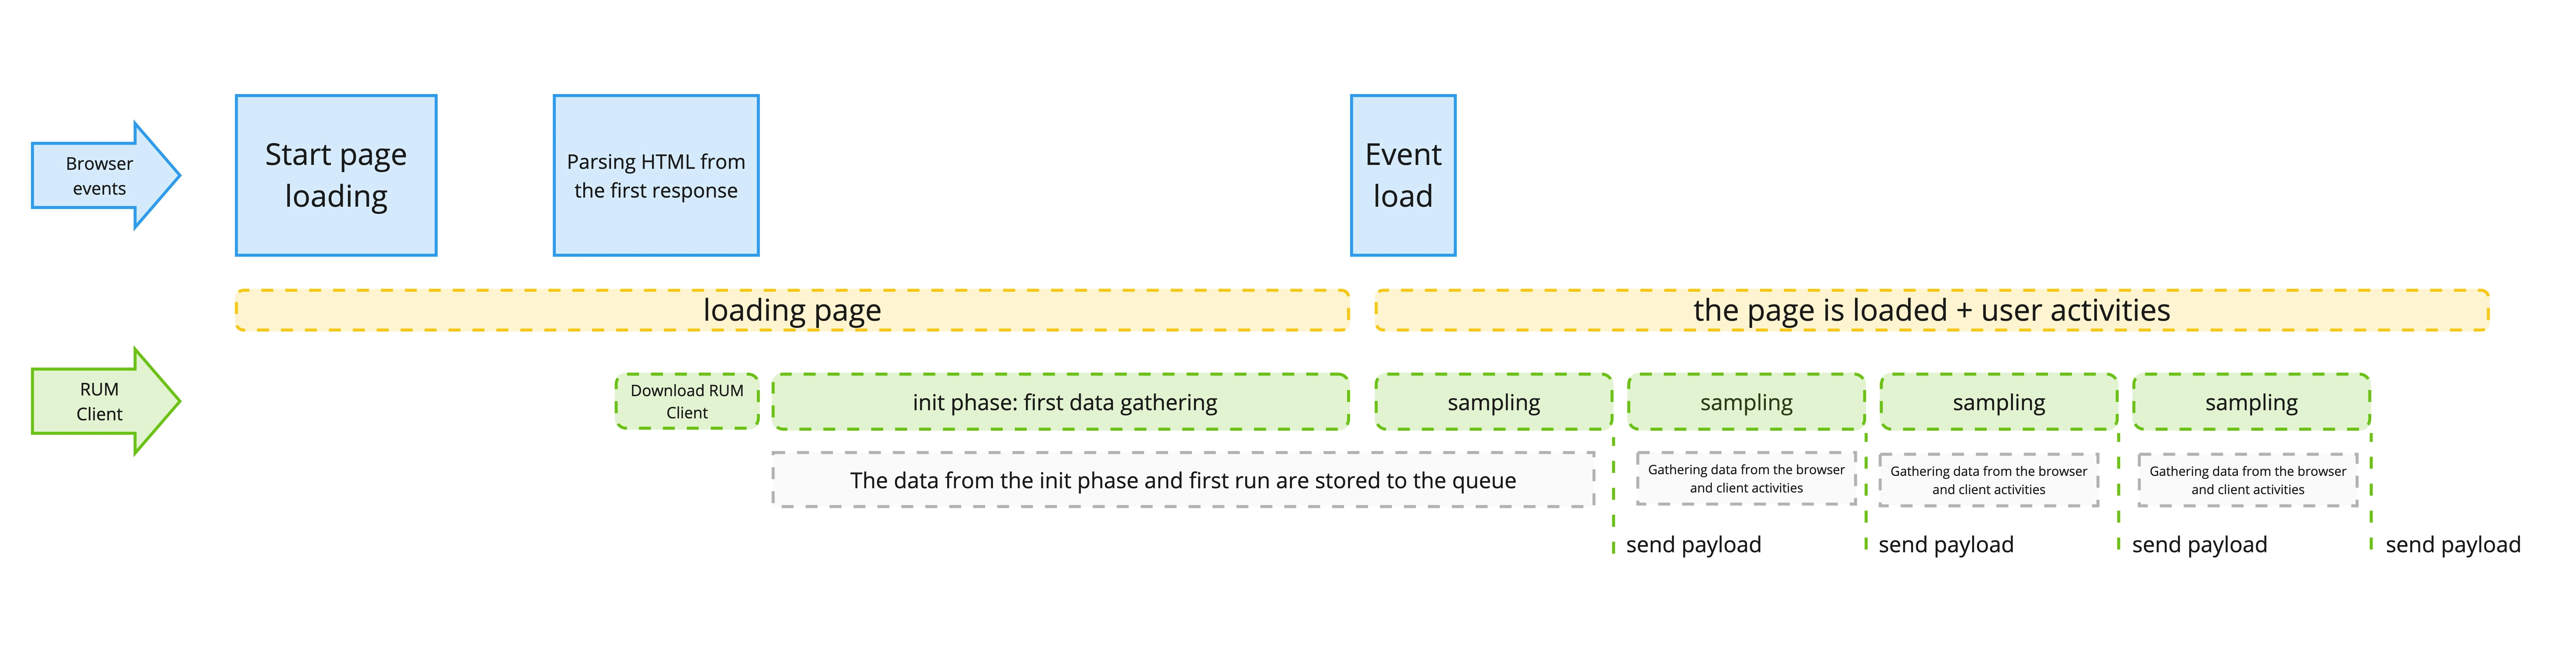 Browser
events
Start page
loading
Parsing HTML from
the first response
Event
load
loading page
the page is loaded + user activities
RUM
Client
Download RUM
Client
init phase: first data gathering
sampling
sampling
sampling
sampling
The data from the init phase and first run are stored to the queue
Gathering data from the browser
and client activities
Gathering data from the browser
and client activities
Gathering data from the browser
and client activities
send payload
send payload
send payload
send payload